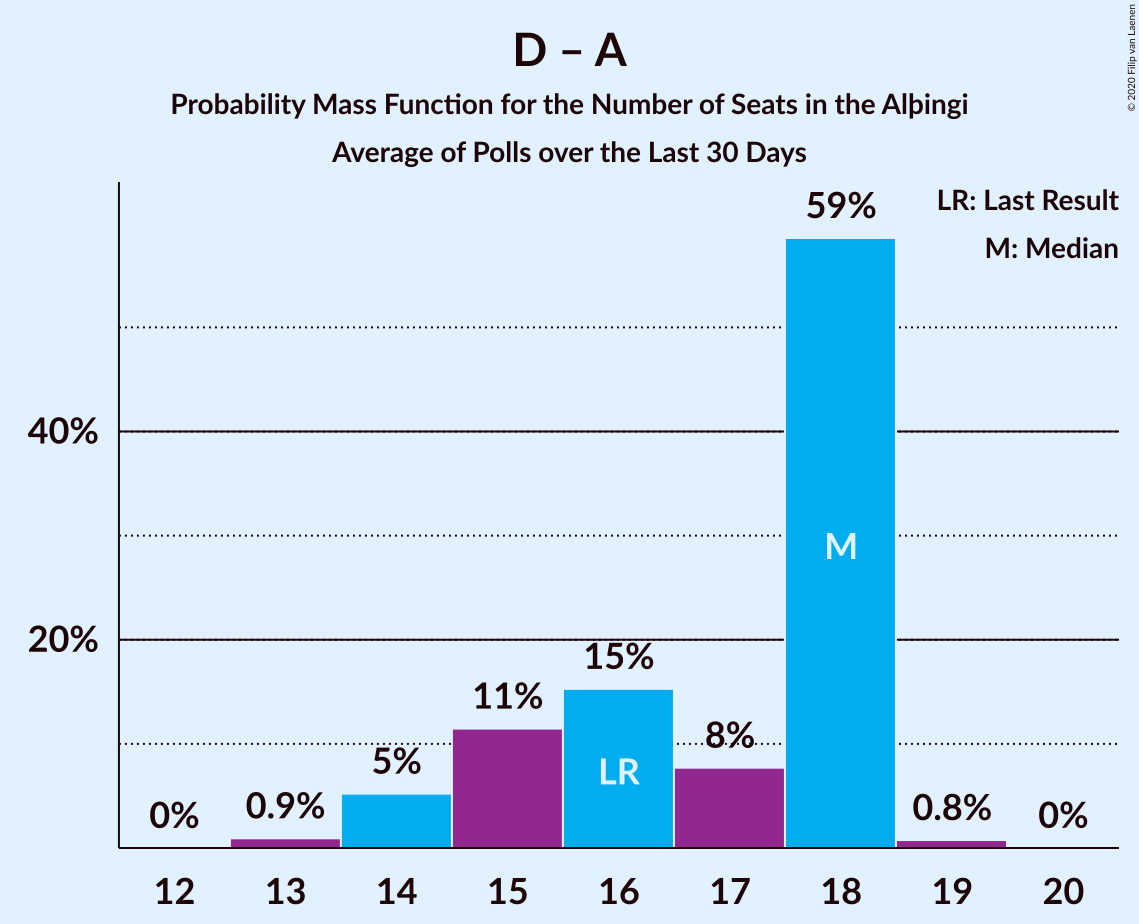 D – A
Probability Mass Function for the Number of Seats in the Alþingi
Average of Polls over the Last 30 Days
© 2020 Filip van Laenen
LR: Last Result
M: Median
59%
40%
M
20%
15%
11%
8%
5%
LR
0%
0.9%
0.8%
0%
12 13 14 15 16 17 18 19 20